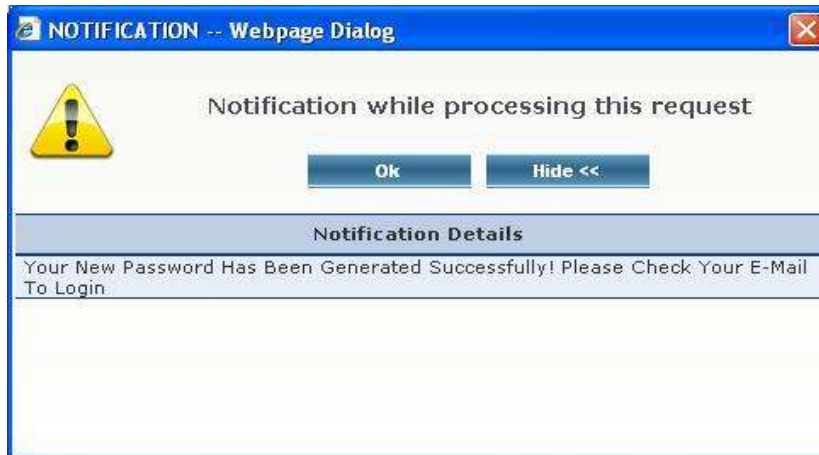 NOTIFICATION -- Webpage Dialog
Notification while processing this request
Ok Hide <<
Notification Details
Your New Password Has Been Generated Successfully! Please Check Your E-Mail
To Login